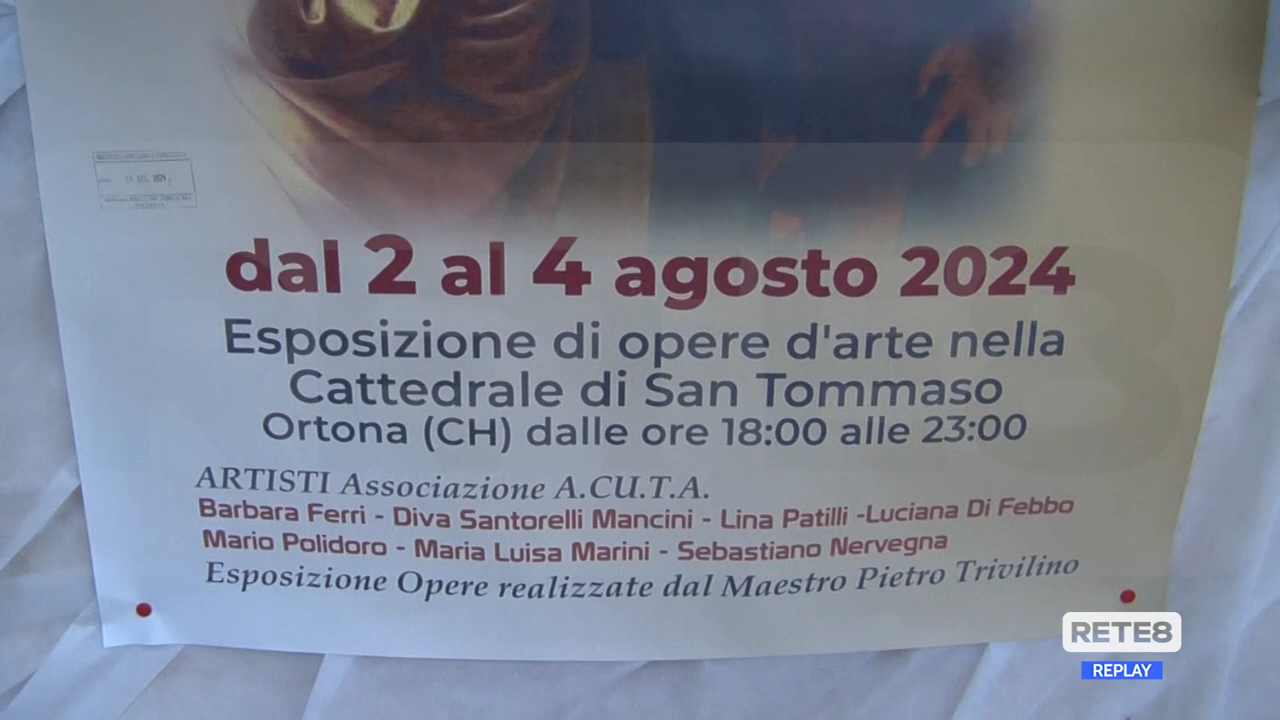 dal 2 al 4 agosto 2024
Esposizione di opere d'arte nella
Cattedrale di San Tommaso
Ortona (CH) dalle ore 18:00 alle 23:00
ARTISTI Associazione A.CU.T.A.
Barbara Ferri - Diva Santorelli Mancini - Lina Patilli -Luciana Di Febbo
Mario Polidoro - Maria Luisa Marini - Sebastiano Nervegna
Esposizione Opere realizzate dal Maestro Pietro Trivilino
RETE8
REPLAY